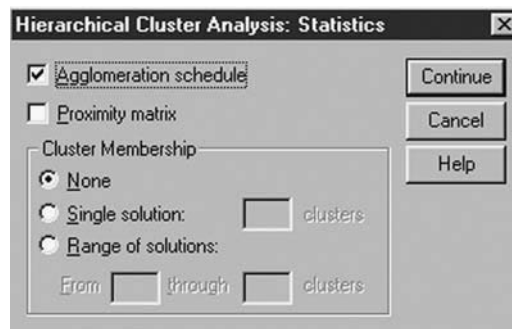 Hierarchical Cluster Analysis: Statistics
Agglomeration schedule
Continue
Proximity matrix
Cancel
Cluster Membership
Help
None
Single solution: clusters
Range of solutions:
From through clusters